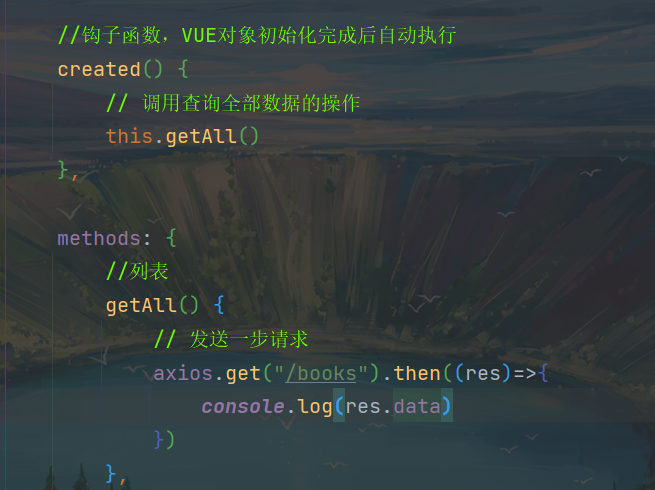 //钩子函数，VUE对象初始化完成后自动执行
created() {
// 调用查询全部数据的操作
this.getAll()
},
methods: {
//列表
getAll() {
// 发送一步请求
axios.get("/books").then((res)=>{
console.log(res.data)
})
},